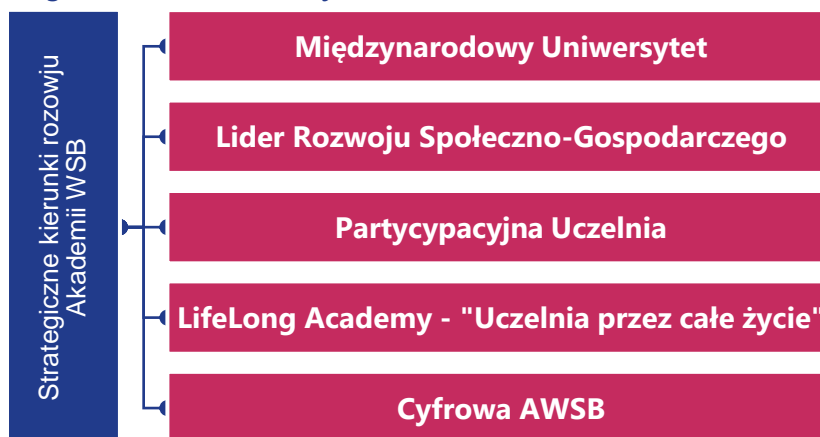 Strategiczne kierunki rozowju
Akademii WSB
Międzynarodowy Uniwersytet
Lider Rozwoju Społeczno-Gospodarczego
Partycypacyjna Uczelnia
LifeLong Academy - "Uczelnia przez całe życie"
Cyfrowa AWSB